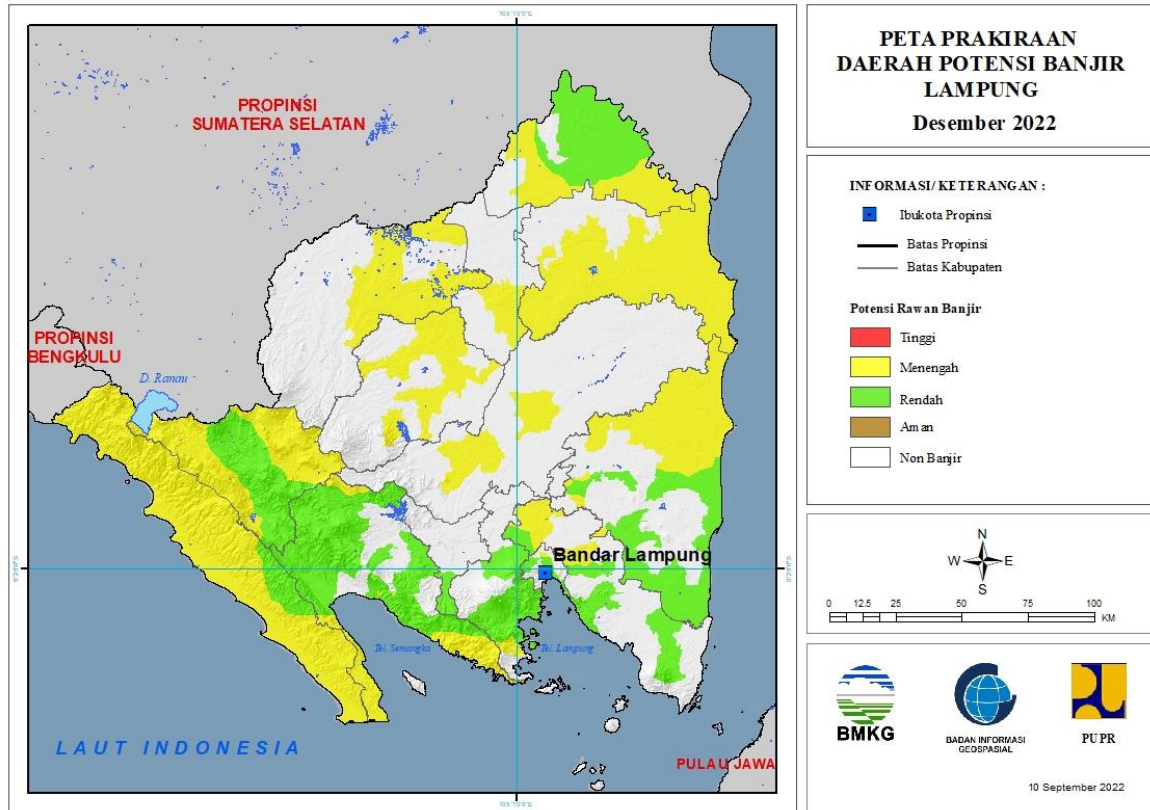 PROPINSI
SUMATERA SELATAN
PROPINSI
BENGKULU
D. Ranau
Bandar Lampung
Tel. Semangko
Tel. Lampung
LAUT INDONESIA
PULAU JAWA
PETA PRAKIRAAN
DAERAH POTENSI BANJIR
LAMPUNG
Desember 2022
INFORMASI/KETERANGAN :
Ibukota Propinsi
Batas Propinsi
Batas Kabupaten
Potensi Rawan Banjir
Tinggi
Menengah
Rendah
Aman
Non Banjir
N
W E
S
0 12.5 25 50 75 100
KM
BMKG
BADAN INFORMASI
GEOSPASIAL
PUPR
10 September 2022